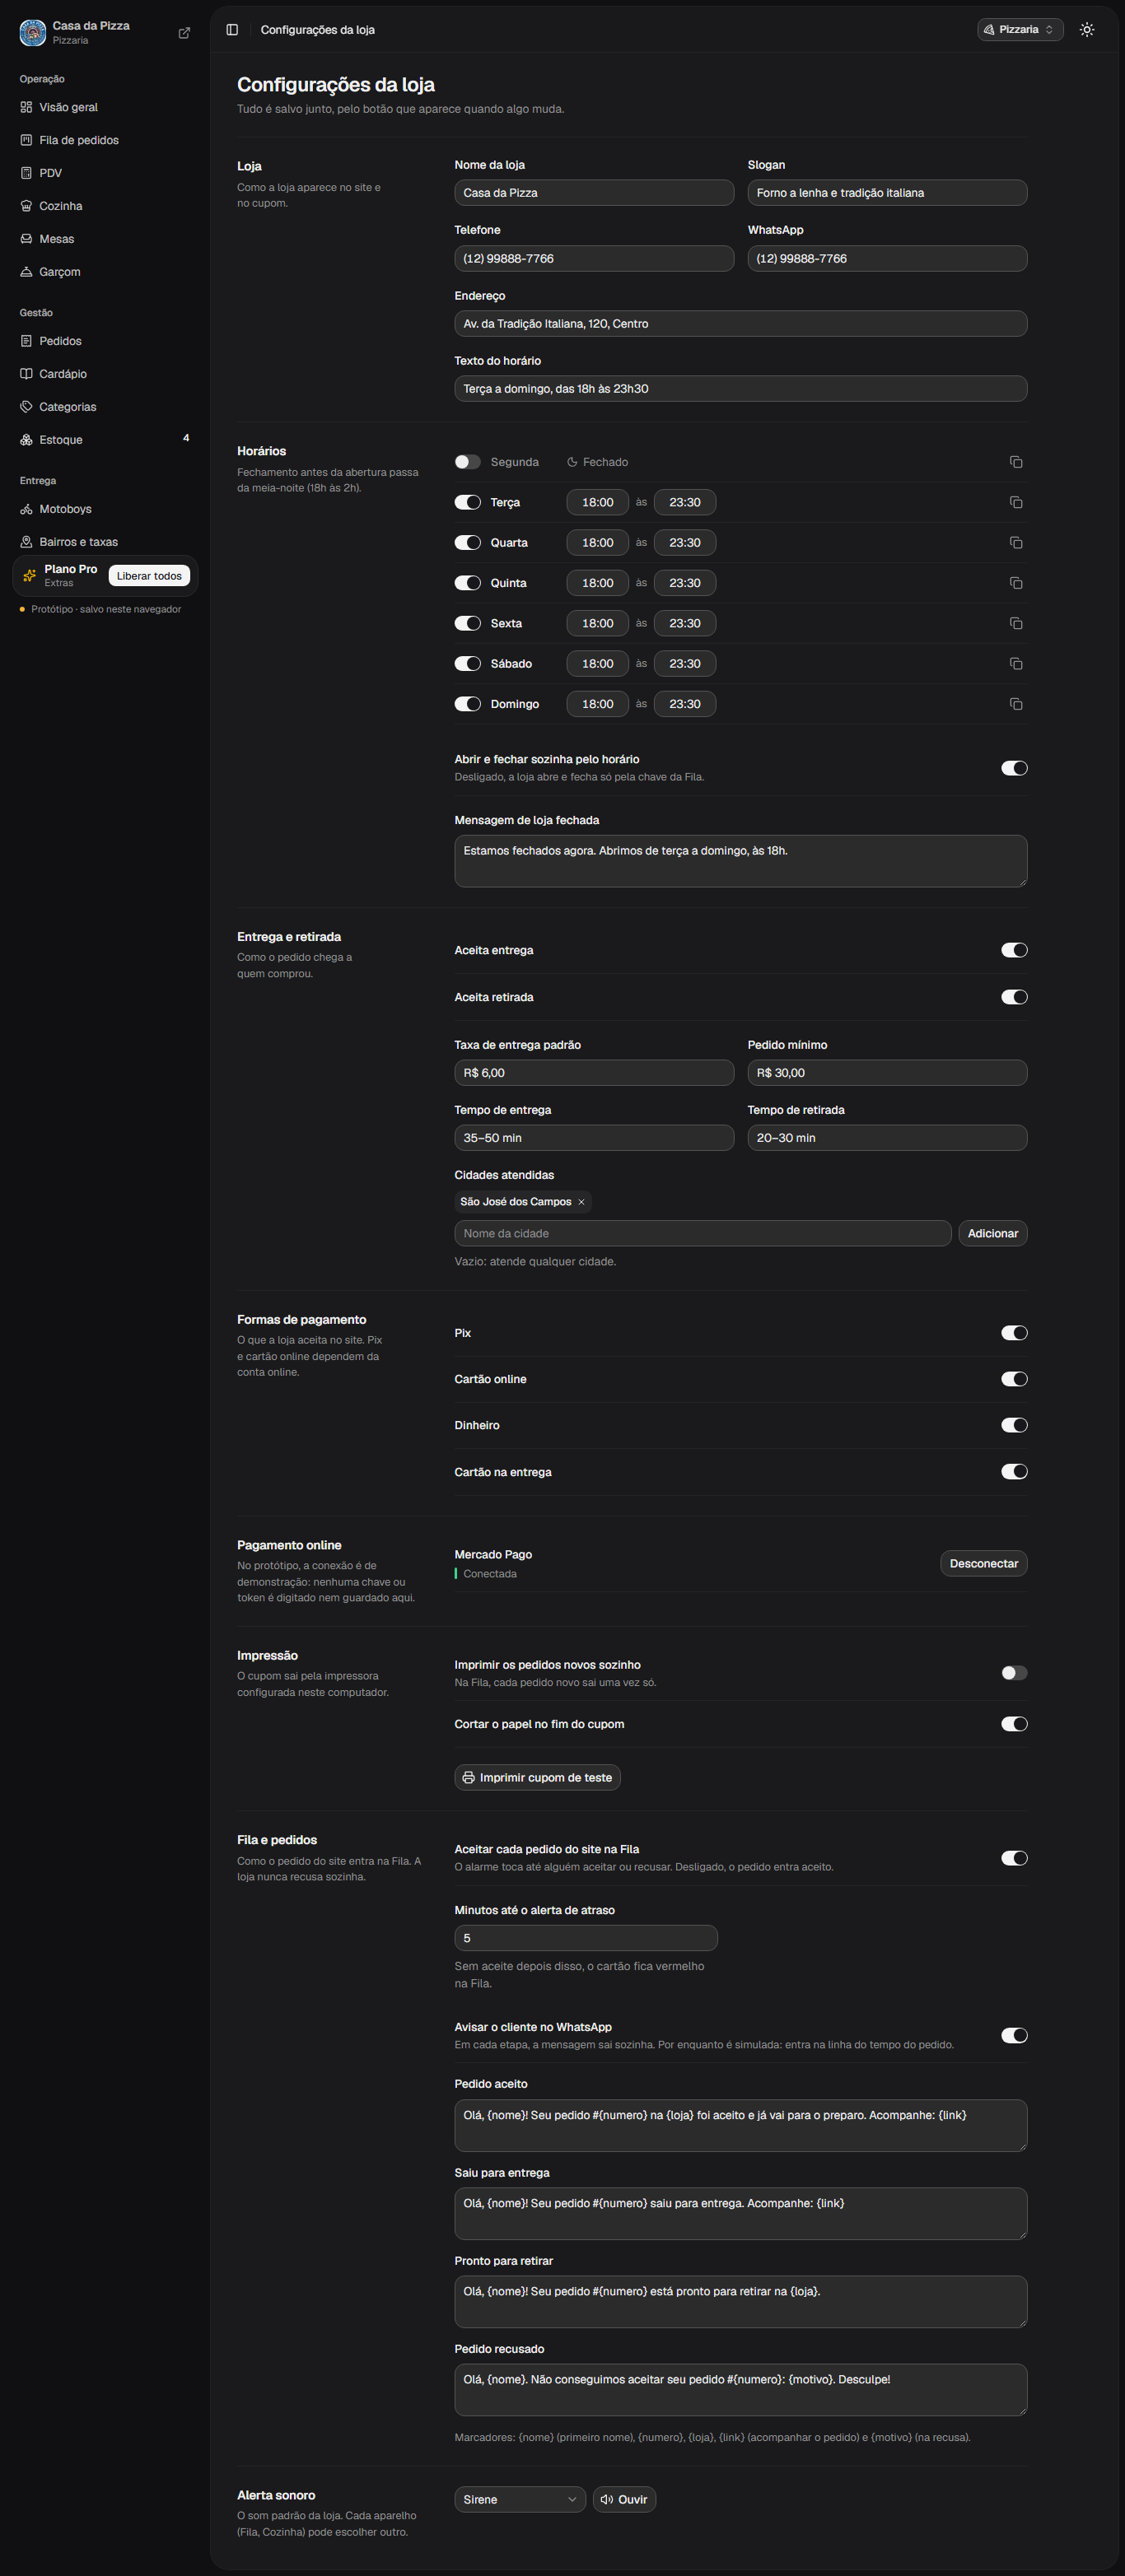 Casa da Pizza
Pizzaria
Operação
Visão geral
Fila de pedidos
PDV
Cozinha
Mesas
Garçom
Gestão
Pedidos
Cardápio
Categorias
Estoque 4
Entrega
Motoboys
Bairros e taxas
Plano Pro
Extras
Liberar todos
Protótipo · salvo neste navegador
Configurações da loja
Pizzaria
Configurações da loja
Tudo é salvo junto, pelo botão que aparece quando algo muda.
Loja
Como a loja aparece no site e
no cupom.
Nome da loja
Casa da Pizza
Slogan
Forno a lenha e tradição italiana
Telefone
(12) 99888-7766
WhatsApp
(12) 99888-7766
Endereço
Av. da Tradição Italiana, 120, Centro
Texto do horário
Terça a domingo, das 18h às 23h30
Horários
Fechamento antes da abertura passa
da meia-noite (18h às 2h).
Segunda Fechado
Terça 18:00 às 23:30
Quarta 18:00 às 23:30
Quinta 18:00 às 23:30
Sexta 18:00 às 23:30
Sábado 18:00 às 23:30
Domingo 18:00 às 23:30
Abrir e fechar sozinha pelo horário
Desligado, a loja abre e fecha só pela chave da Fila.
Mensagem de loja fechada
Estamos fechados agora. Abrimos de terça a domingo, às 18h.
Entrega e retirada
Como o pedido chega a
quem comprou.
Aceita entrega
Aceita retirada
Taxa de entrega padrão
R$ 6,00
Pedido mínimo
R$ 30,00
Tempo de entrega
35–50 min
Tempo de retirada
20–30 min
Cidades atendidas
São José dos Campos ×
Nome da cidade
Adicionar
Vazio: atende qualquer cidade.
Formas de pagamento
O que a loja aceita no site. Pix
e cartão online dependem da
conta online.
Pix
Cartão online
Dinheiro
Cartão na entrega
Pagamento online
No protótipo, a conexão é de
demonstração: nenhuma chave ou
token é digitado nem guardado aqui.
Mercado Pago
Conectada
Desconectar
Impressão
O cupom sai pela impressora
configurada neste computador.
Imprimir os pedidos novos sozinho
Na Fila, cada pedido novo sai uma vez só.
Cortar o papel no fim do cupom
Imprimir cupom de teste
Fila e pedidos
Como o pedido do site entra na Fila. A
loja nunca recusa sozinha.
Aceitar cada pedido do site na Fila
O alarme toca até alguém aceitar ou recusar. Desligado, o pedido entra aceito.
Minutos até o alerta de atraso
5
Sem aceite depois disso, o cartão fica vermelho
na Fila.
Avisar o cliente no WhatsApp
Em cada etapa, a mensagem sai sozinha. Por enquanto é simulada: entra na linha do tempo do pedido.
Pedido aceito
Olá, {nome}! Seu pedido #{numero} na {loja} foi aceito e já vai para o preparo. Acompanhe: {link}
Saiu para entrega
Olá, {nome}! Seu pedido #{numero} saiu para entrega. Acompanhe: {link}
Pronto para retirar
Olá, {nome}! Seu pedido #{numero} está pronto para retirar na {loja}.
Pedido recusado
Olá, {nome}. Não conseguimos aceitar seu pedido #{numero}: {motivo}. Desculpe!
Marcadores: {nome} (primeiro nome), {numero}, {loja}, {link} (acompanhar o pedido) e {motivo} (na recusa).
Alerta sonoro
O som padrão da loja. Cada aparelho
(Fila, Cozinha) pode escolher outro.
Sirene
Ouvir